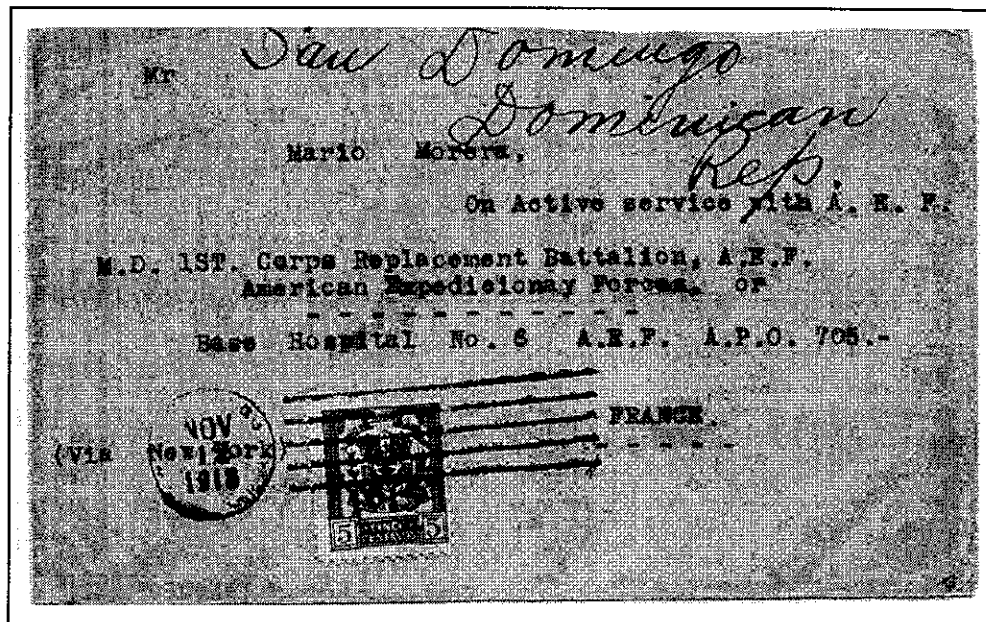 San Domingo
Mr
Dominican
Rep.
Mario Morera,
On Active service with A. E. F.
M.D. 1ST. Corps Replacement Battalion, A.E.F.
American Expedisionay Forces, or
- - - - - - - - - - - -
Base Hospital No. 6 A.E.F. A.P.O. 705.-
FRANCE.
- - - - -
(Via New York)
NOV
1918
5 5